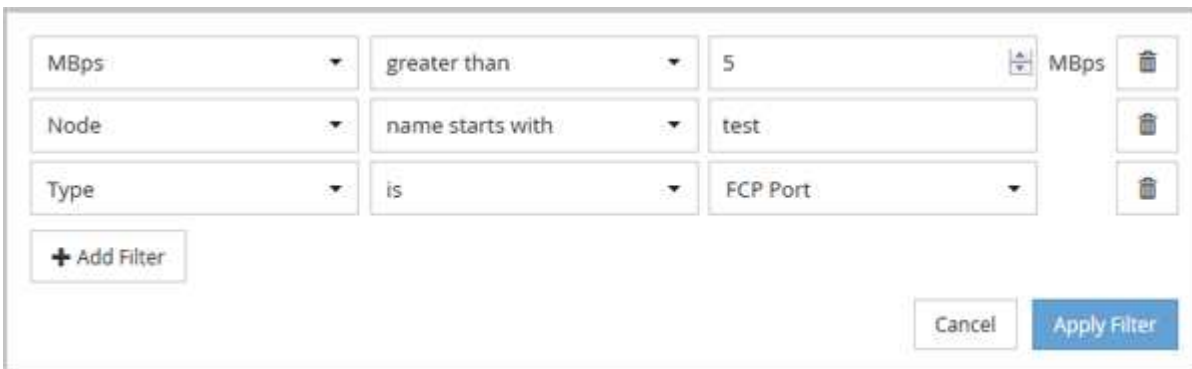 MBps greater than 5 MBps
Node name starts with test
Type is FCP Port
+ Add Filter
Cancel Apply Filter